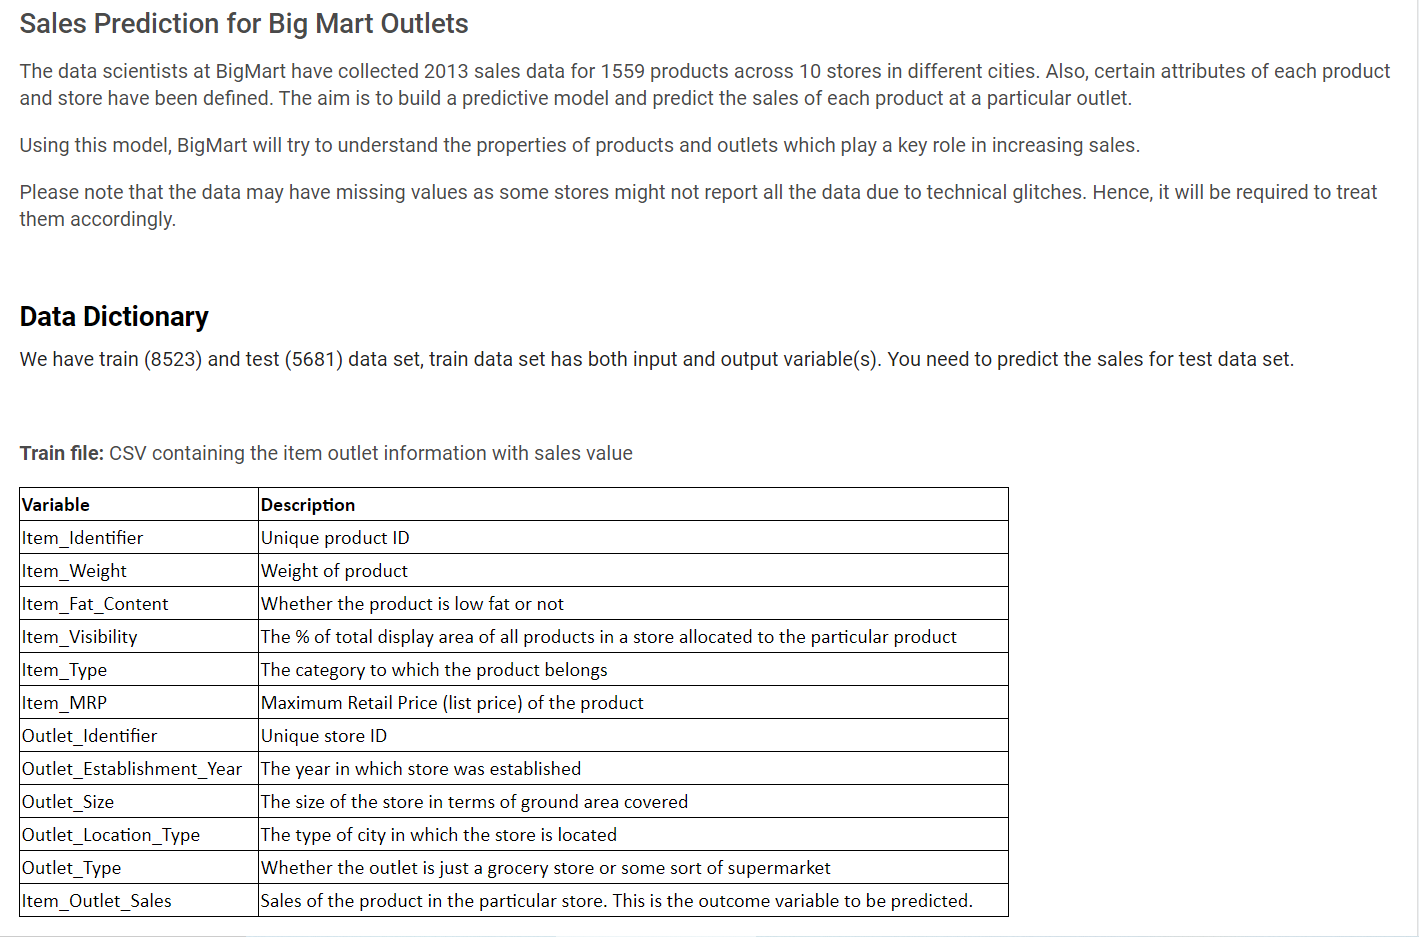 Sales Prediction for Big Mart Outlets
The data scientists at BigMart have collected 2013 sales data for 1559 products across 10 stores in different cities. Also, certain attributes of each product
and store have been defined. The aim is to build a predictive model and predict the sales of each product at a particular outlet.
Using this model, BigMart will try to understand the properties of products and outlets which play a key role in increasing sales.
Please note that the data may have missing values as some stores might not report all the data due to technical glitches. Hence, it will be required to treat
them accordingly.
Data Dictionary
We have train (8523) and test (5681) data set, train data set has both input and output variable(s). You need to predict the sales for test data set.
Train file: CSV containing the item outlet information with sales value
Variable Description
Item_Identifier Unique product ID
Item_Weight Weight of product
Item_Fat_Content Whether the product is low fat or not
Item_Visibility The % of total display area of all products in a store allocated to the particular product
Item_Type The category to which the product belongs
Item_MRP Maximum Retail Price (list price) of the product
Outlet_Identifier Unique store ID
Outlet_Establishment_Year The year in which store was established
Outlet_Size The size of the store in terms of ground area covered
Outlet_Location_Type The type of city in which the store is located
Outlet_Type Whether the outlet is just a grocery store or some sort of supermarket
Item_Outlet_Sales Sales of the product in the particular store. This is the outcome variable to be predicted.